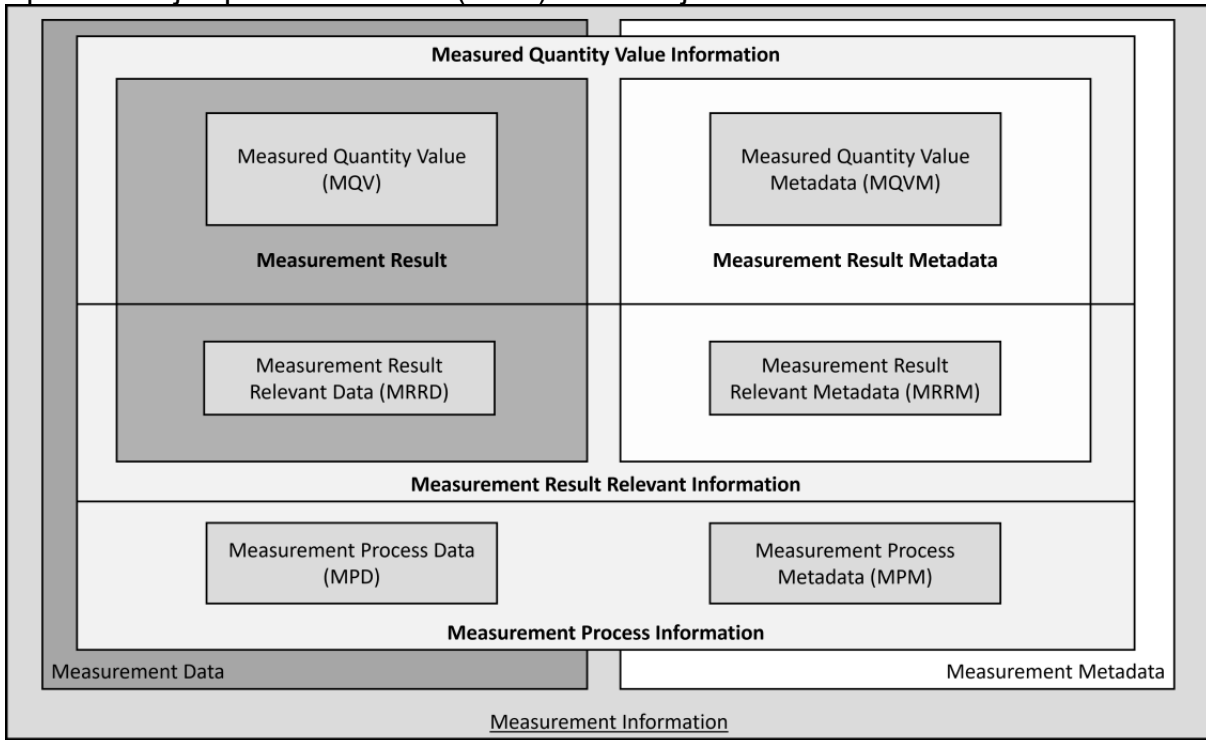 Measured Quantity Value Information
Measured Quantity Value
(MQV)
Measured Quantity Value
Metadata (MQVM)
Measurement Result
Measurement Result Metadata
Measurement Result
Relevant Data (MRRD)
Measurement Result
Relevant Metadata (MRRM)
Measurement Result Relevant Information
Measurement Process Data
(MPD)
Measurement Process
Metadata (MPM)
Measurement Process Information
Measurement Data
Measurement Metadata
Measurement Information